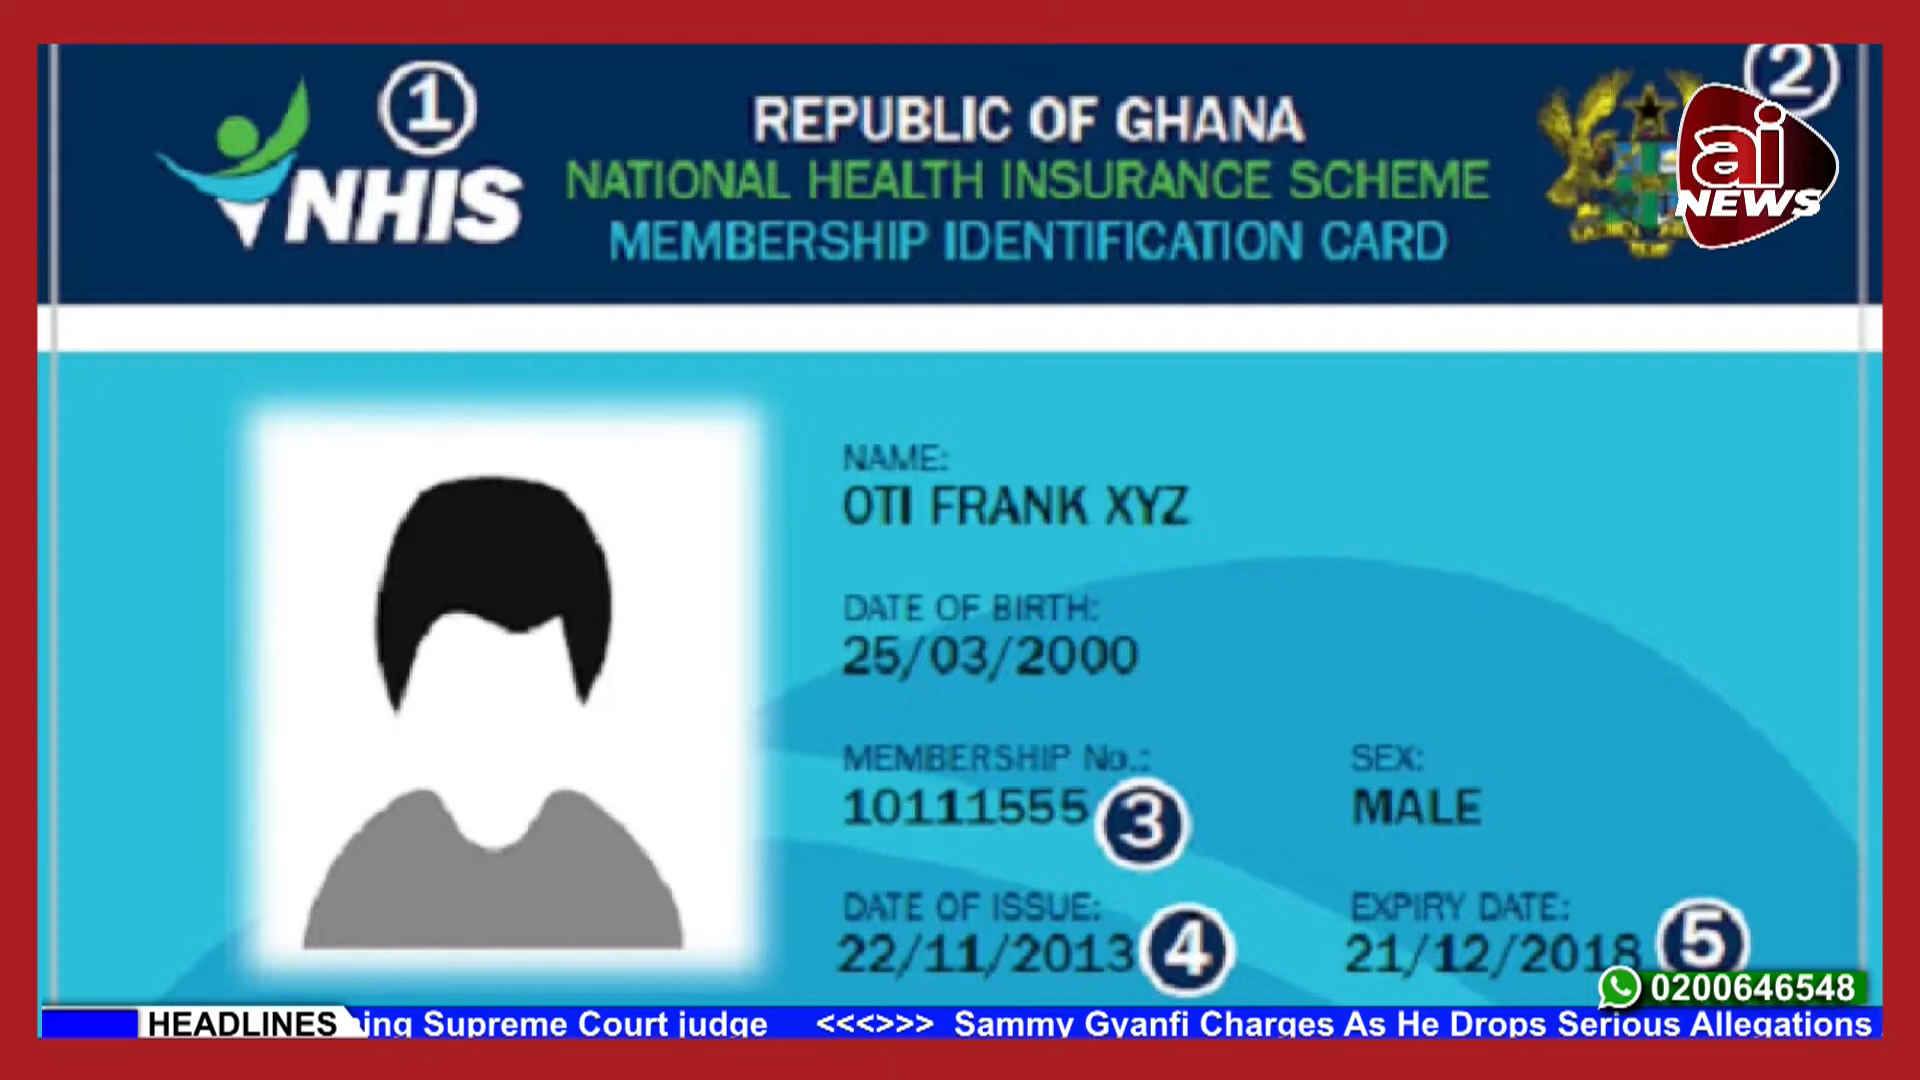 1
2
REPUBLIC OF GHANA
NHIS
NATIONAL HEALTH INSURANCE SCHEME
MEMBERSHIP IDENTIFICATION CARD
ai
NEWS
NAME:
OTI FRANK XYZ
DATE OF BIRTH:
25/03/2000
MEMBERSHIP No.:
10111555
3
SEX:
MALE
DATE OF ISSUE:
22/11/2013
4
EXPIRY DATE:
21/12/2018
5
0200646548
HEADLINES
ing Supreme Court judge <<<>>> Sammy Gyanfi Charges As He Drops Serious Allegations